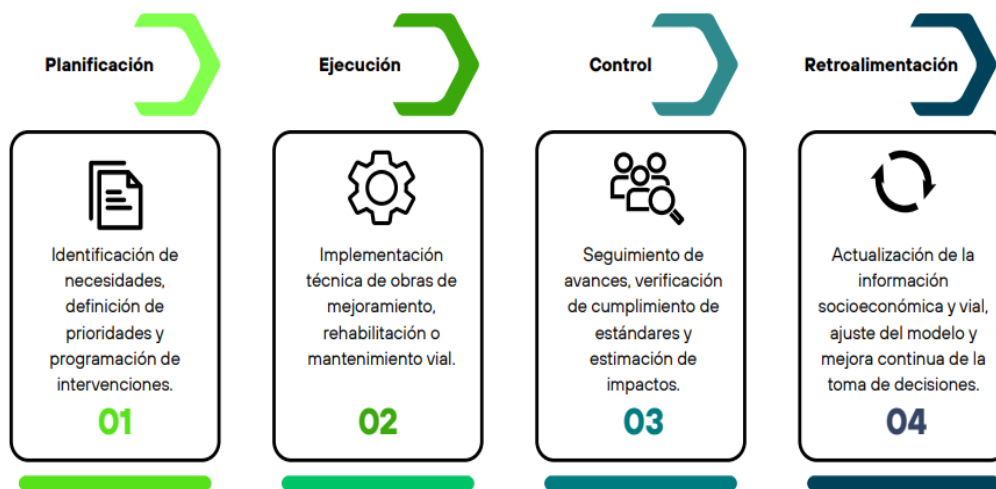 Planificación
Identificación de
necesidades,
definición de
prioridades y
programación de
intervenciones.
01
Ejecución
Implementación
técnica de obras de
mejoramiento,
rehabilitación o
mantenimiento vial.
02
Control
Seguimiento de
avances, verificación
de cumplimiento de
estándares y
estimación de
impactos.
03
Retroalimentación
Actualización de la
información
socioeconómica y vial,
ajuste del modelo y
mejora continua de la
toma de decisiones.
04